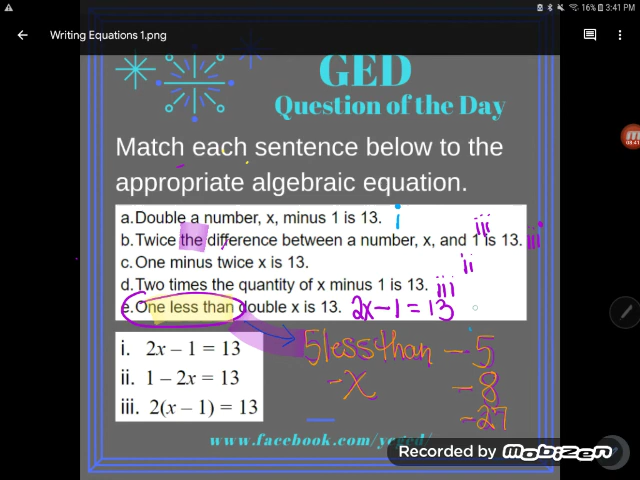 16% 3:41 PM
Writing Equations 1.png
GED
Question of the Day
Match each sentence below to the
appropriate algebraic equation.
a.Double a number, x, minus 1 is 13. i
b.Twice the difference between a number, x, and 1 is 13. iii iii
c.One minus twice x is 13. ii
d.Two times the quantity of x minus 1 is 13. iii
e.One less than double x is 13. 2x-1=13
i. 2x − 1 = 13
ii. 1 − 2x = 13
iii. 2(x − 1) = 13
5 less than -5
-x -8
-27
www.facebook.com/ycged/
Recorded by mobizen